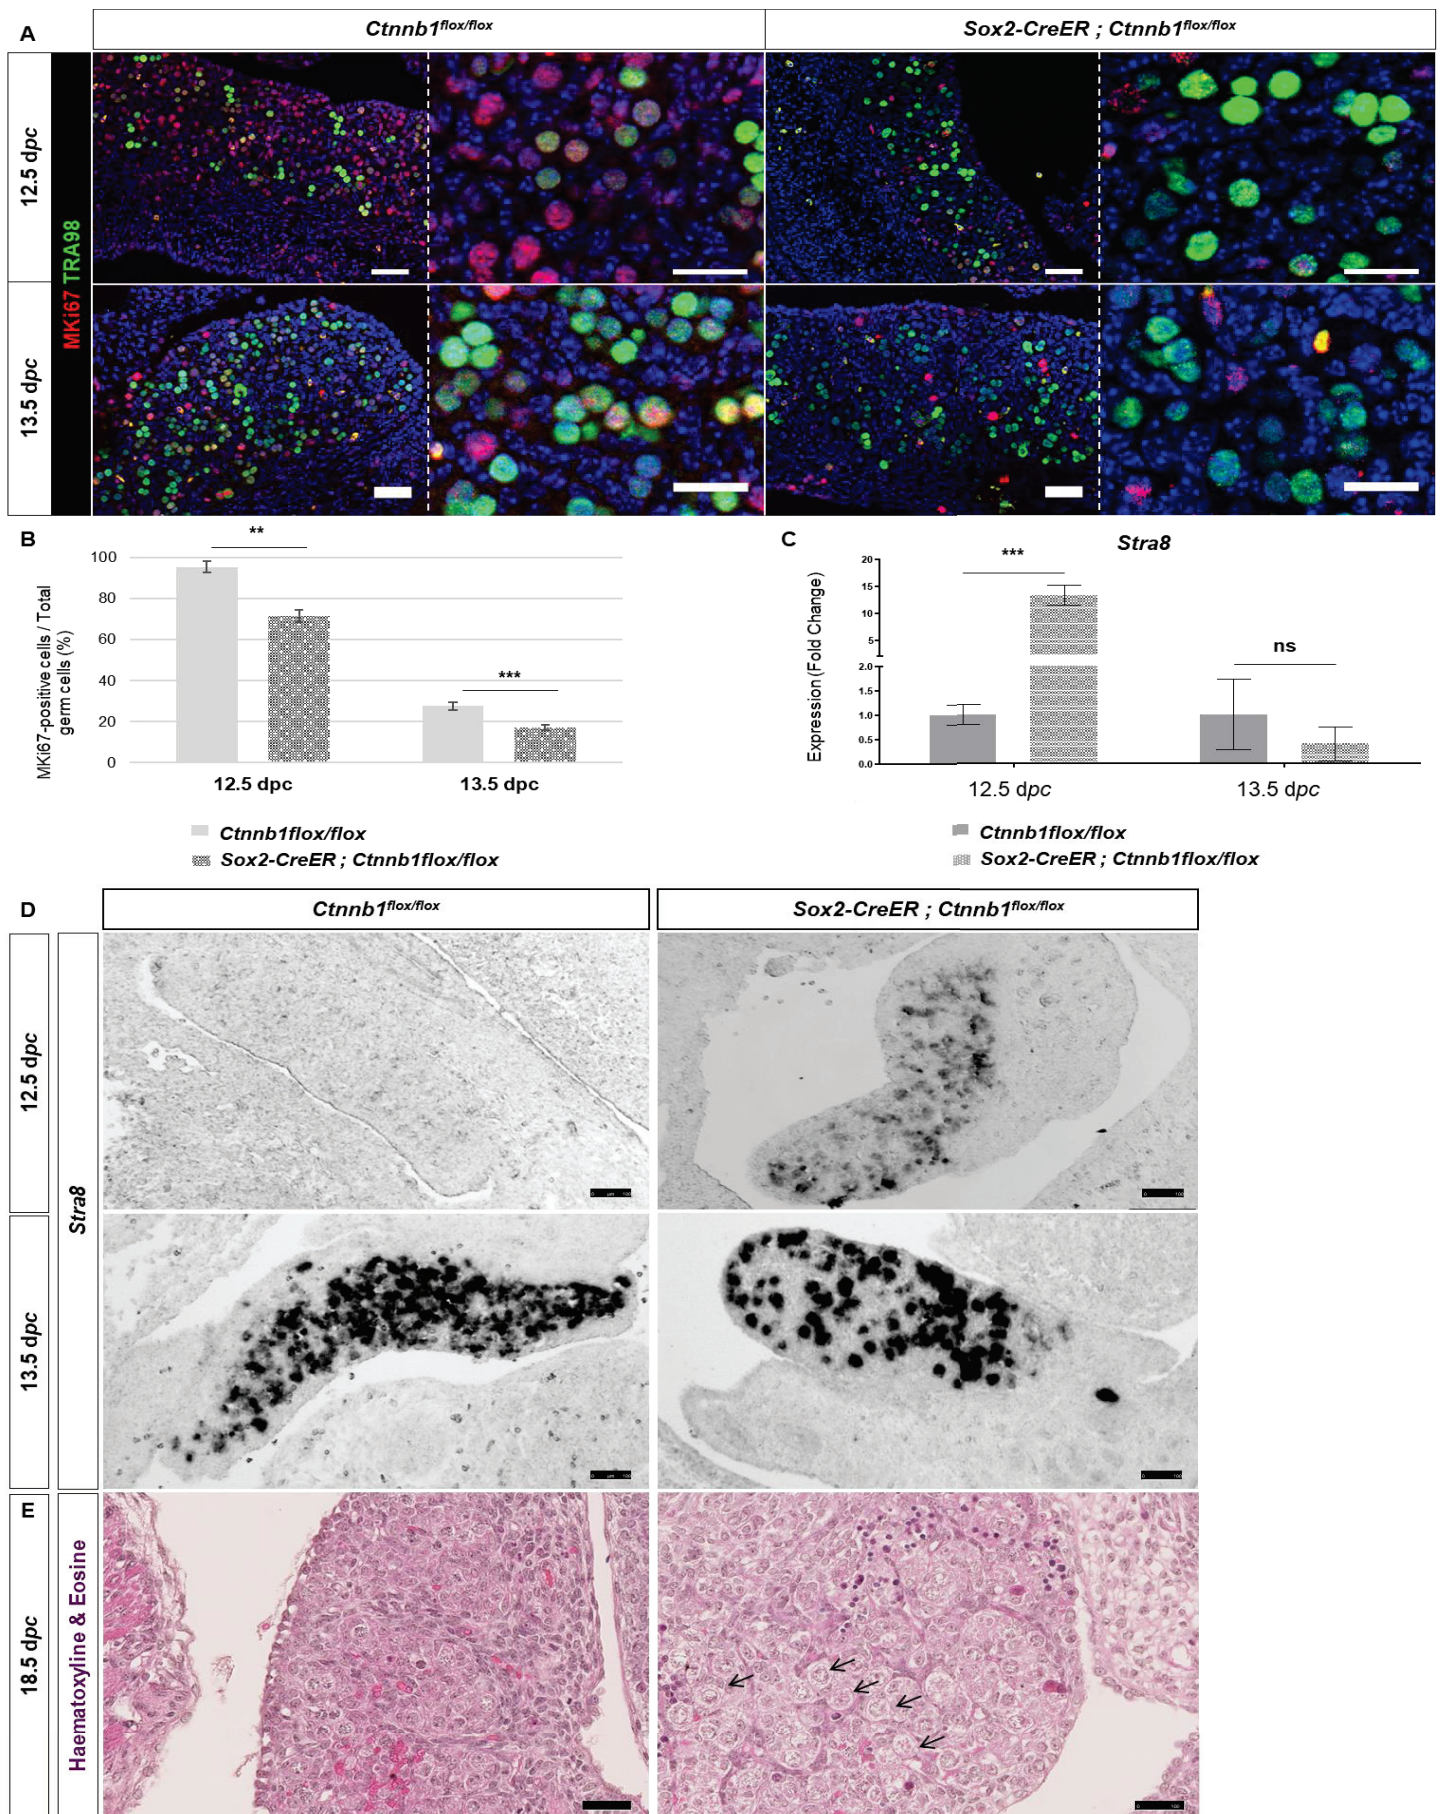 A
Ctnnb1flox/flox
Sox2-CreER ; Ctnnb1flox/flox
12.5 dpc
13.5 dpc
MKi67 TRA98
B
**
***
MKi67-positive cells / Total
germ cells (%)
100
80
60
40
20
0
12.5 dpc
13.5 dpc
Ctnnb1flox/flox
Sox2-CreER ; Ctnnb1flox/flox
C
Stra8
***
ns
Expression (Fold Change)
20
15
10
5
2.0
1.5
1.0
0.5
0.0
12.5 dpc
13.5 dpc
Ctnnb1flox/flox
Sox2-CreER ; Ctnnb1flox/flox
D
Ctnnb1flox/flox
Sox2-CreER ; Ctnnb1flox/flox
12.5 dpc
Stra8
13.5 dpc
E
18.5 dpc
Haematoxyline & Eosine